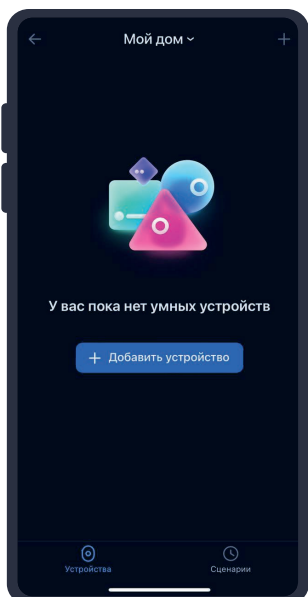 Мой дом
У вас пока нет умных устройств
Добавить устройство
Устройства
Сценарии